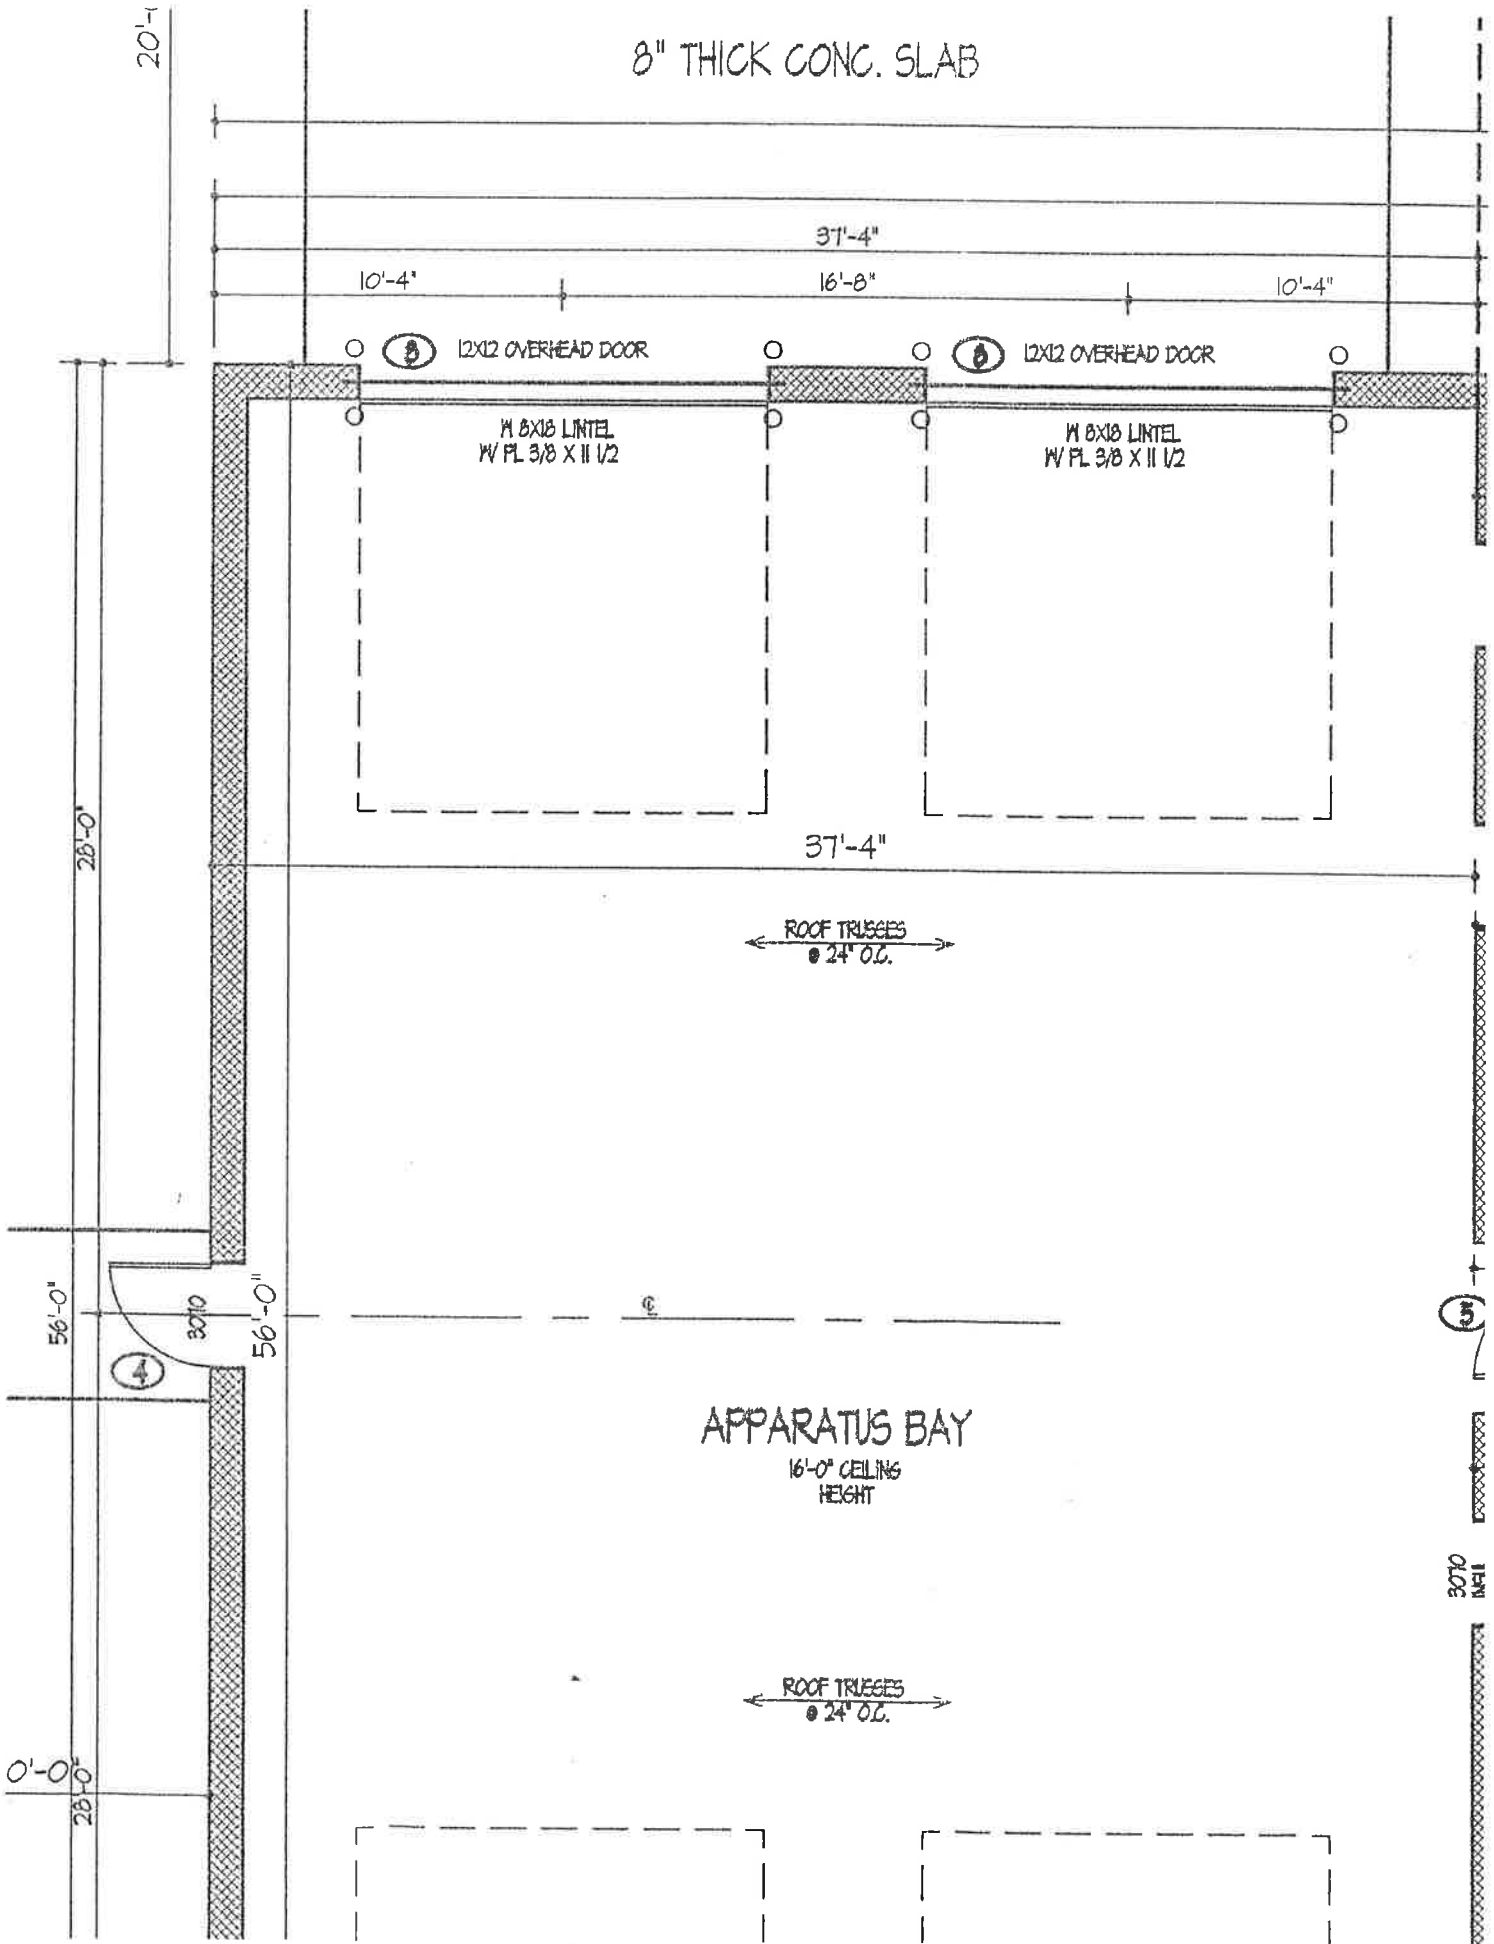 20'-
8" THICK CONC. SLAB
37'-4"
10'-4"
16'-8"
10'-4"
8
12X12 OVERHEAD DOOR
8
12X12 OVERHEAD DOOR
W 8X18 LINTEL
W/ PL 3/8 X 11 1/2
W 8X18 LINTEL
W/ PL 3/8 X 11 1/2
28'-0"
37'-4"
ROOF TRUSSES
@ 24" O.C.
56'-0"
3070
56'-0"
℄
4
3
APPARATUS BAY
16'-0" CEILING
HEIGHT
3070
ROOF TRUSSES
@ 24" O.C.
0'-0"
28'-0"